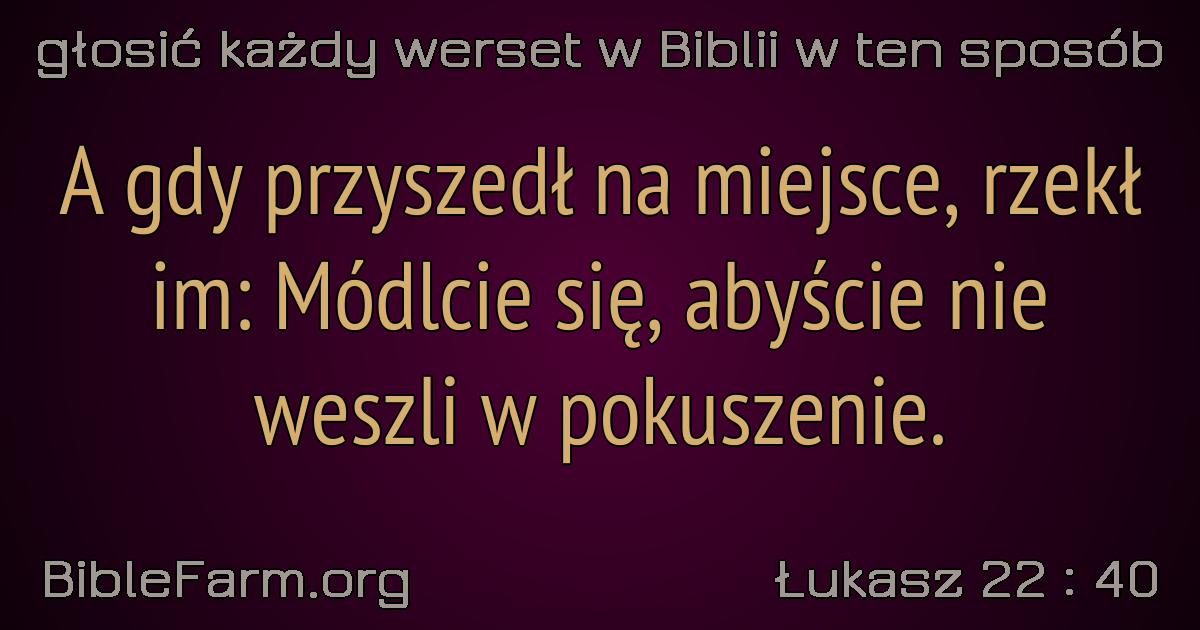 głosić każdy werset w Biblii w ten sposób
A gdy przyszedł na miejsce, rzekł
im: Módlcie się, abyście nie
weszli w pokuszenie.
BibleFarm.org
Łukasz 22 : 40